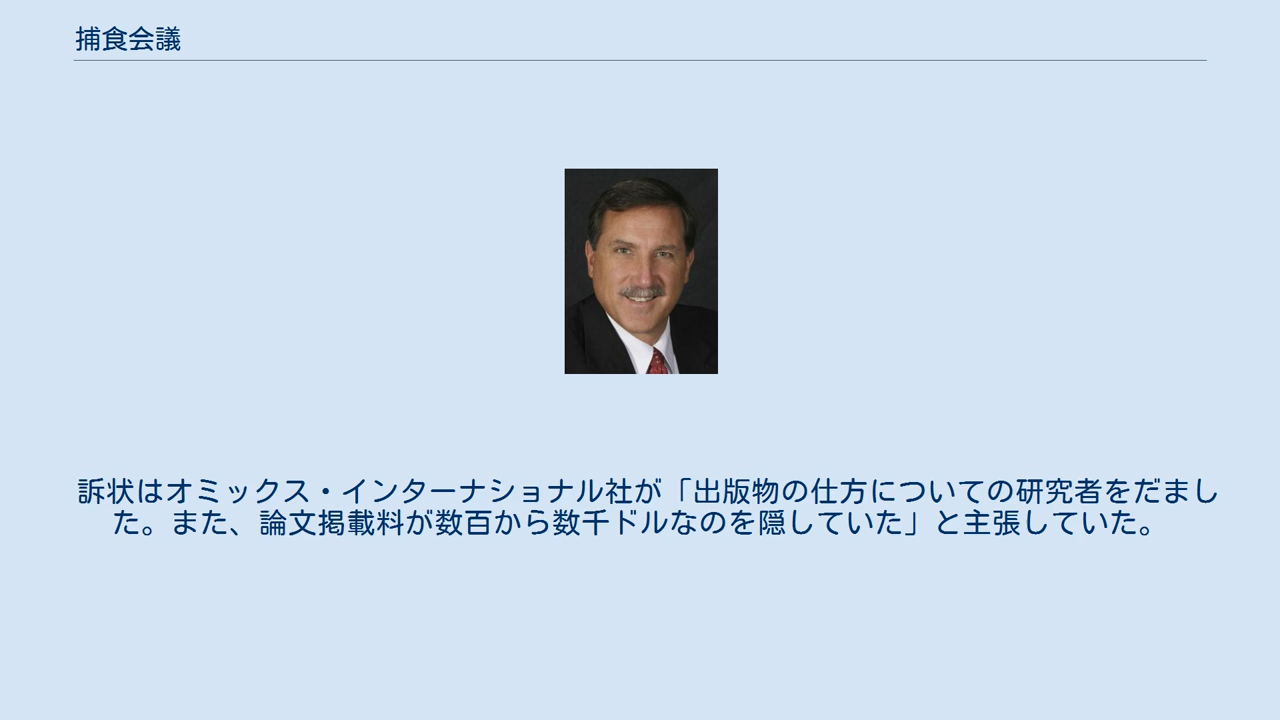 捕食会議
訴状はオミックス・インターナショナル社が「出版物の仕方についての研究者をだまし
た。また、論文掲載料が数百から数千ドルなのを隠していた」と主張していた。